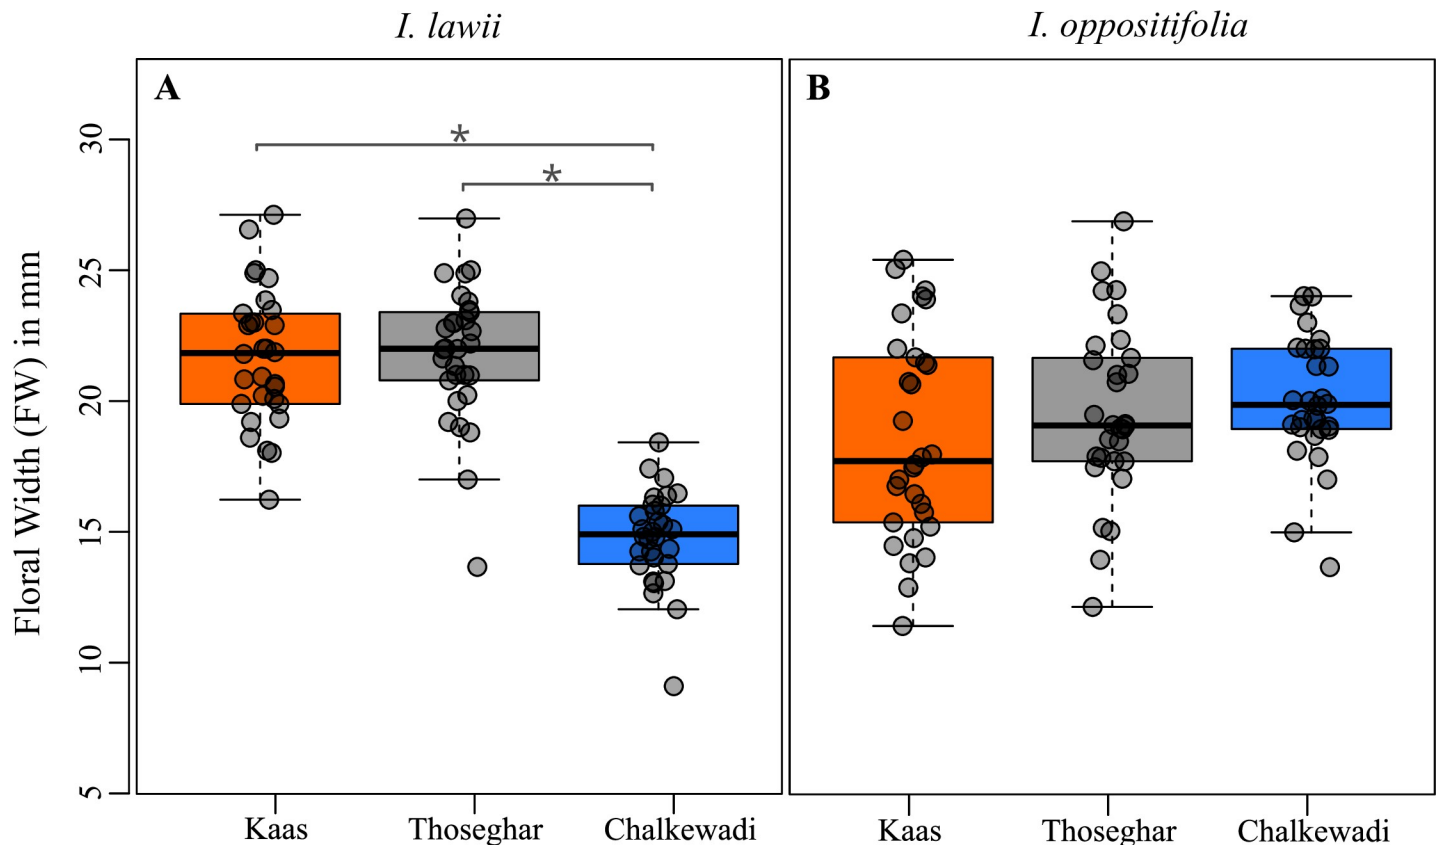 I. lawii
I. oppositifolia
A
B
*
*
Floral Width (FW) in mm
30
25
20
15
10
5
Kaas
Thoseghar
Chalkewadi
Kaas
Thoseghar
Chalkewadi